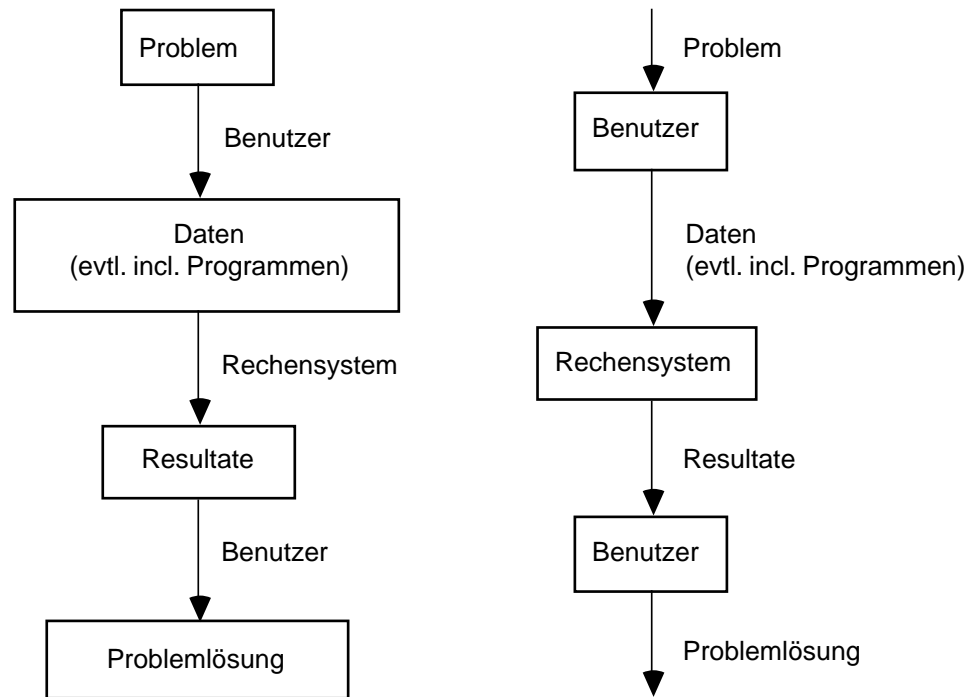 Problem
Benutzer
Daten
(evtl. incl. Programmen)
Rechensystem
Resultate
Benutzer
Problemlösung
Problem
Benutzer
Daten
(evtl. incl. Programmen)
Rechensystem
Resultate
Benutzer
Problemlösung